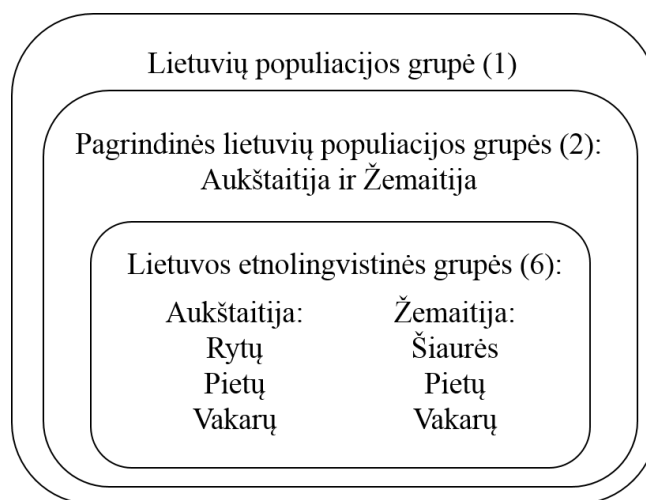 Lietuvių populiacijos grupė (1)
Pagrindinės lietuvių populiacijos grupės (2):
Aukštaitija ir Žemaitija
Lietuvos etnolingvistinės grupės (6):
Aukštaitija:
Rytų
Pietų
Vakarų
Žemaitija:
Šiaurės
Pietų
Vakarų